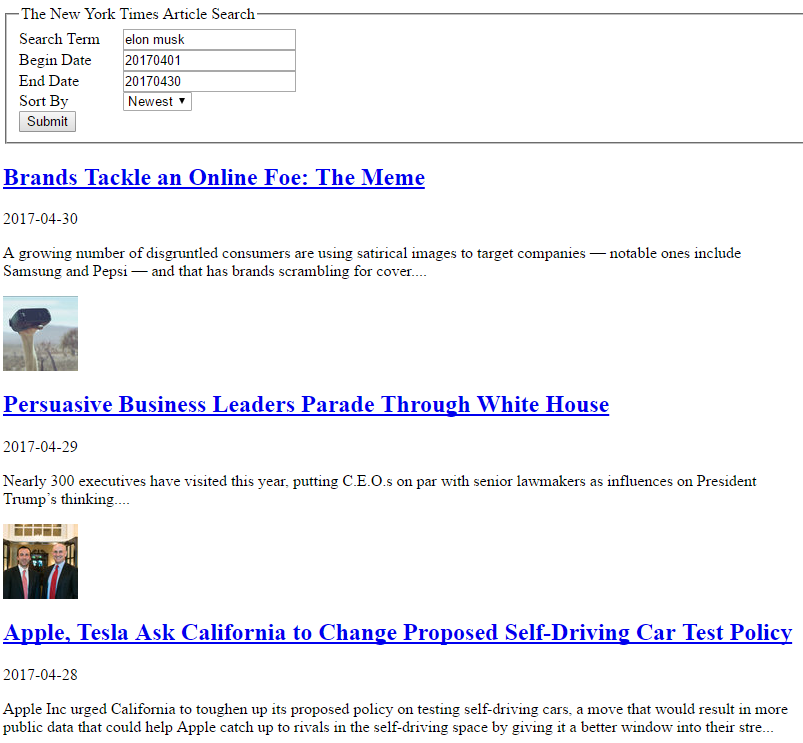 The New York Times Article Search
Search Term elon musk
Begin Date 20170401
End Date 20170430
Sort By Newest
Submit
Brands Tackle an Online Foe: The Meme
2017-04-30
A growing number of disgruntled consumers are using satirical images to target companies — notable ones include
Samsung and Pepsi — and that has brands scrambling for cover....
Persuasive Business Leaders Parade Through White House
2017-04-29
Nearly 300 executives have visited this year, putting C.E.O.s on par with senior lawmakers as influences on President
Trump’s thinking....
Apple, Tesla Ask California to Change Proposed Self-Driving Car Test Policy
2017-04-28
Apple Inc urged California to toughen up its proposed policy on testing self-driving cars, a move that would result in more
public data that could help Apple catch up to rivals in the self-driving space by giving it a better window into their stre...